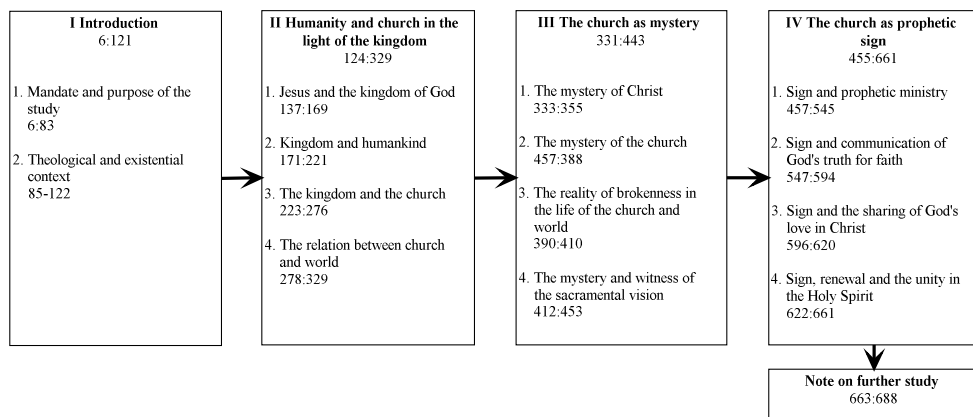 I Introduction
6:121
1. Mandate and purpose of the
study
6:83
2. Theological and existential
context
85-122
II Humanity and church in the
light of the kingdom
124:329
1. Jesus and the kingdom of God
137:169
2. Kingdom and humankind
171:221
3. The kingdom and the church
223:276
4. The relation between church
and world
278:329
III The church as mystery
331:443
1. The mystery of Christ
333:355
2. The mystery of the church
457:388
3. The reality of brokenness in
the life of the church and
world
390:410
4. The mystery and witness of
the sacramental vision
412:453
IV The church as prophetic
sign
455:661
1. Sign and prophetic ministry
457:545
2. Sign and communication of
God's truth for faith
547:594
3. Sign and the sharing of God's
love in Christ
596:620
4. Sign, renewal and the unity in
the Holy Spirit
622:661
Note on further study
663:688